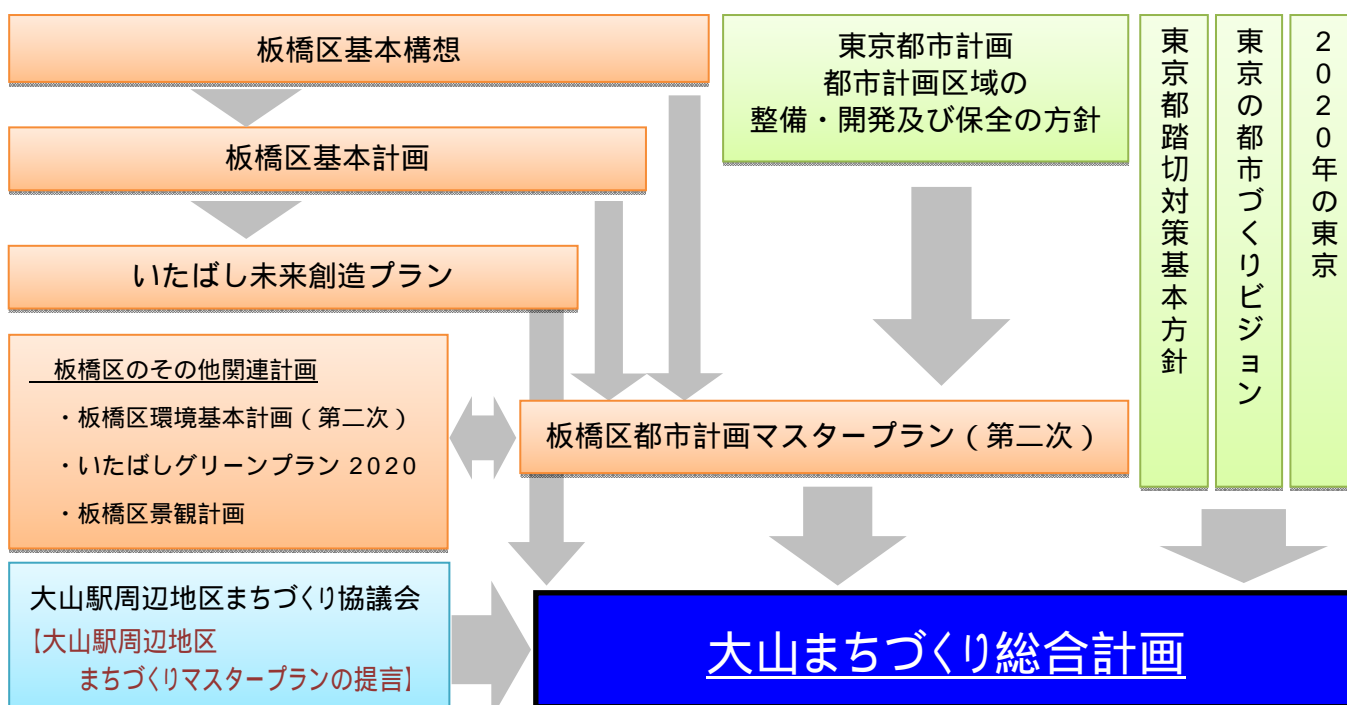 板橋区基本構想
板橋区基本計画
いたばし未来創造プラン
板橋区のその他関連計画
・板橋区環境基本計画（第二次）
・いたばしグリーンプラン 2020
・板橋区景観計画
大山駅周辺地区まちづくり協議会
【大山駅周辺地区
まちづくりマスタープランの提言】
東京都市計画
都市計画区域の
整備・開発及び保全の方針
東京都踏切対策基本方針
東京の都市づくりビジョン
2020年の東京
板橋区都市計画マスタープラン（第二次）
大山まちづくり総合計画